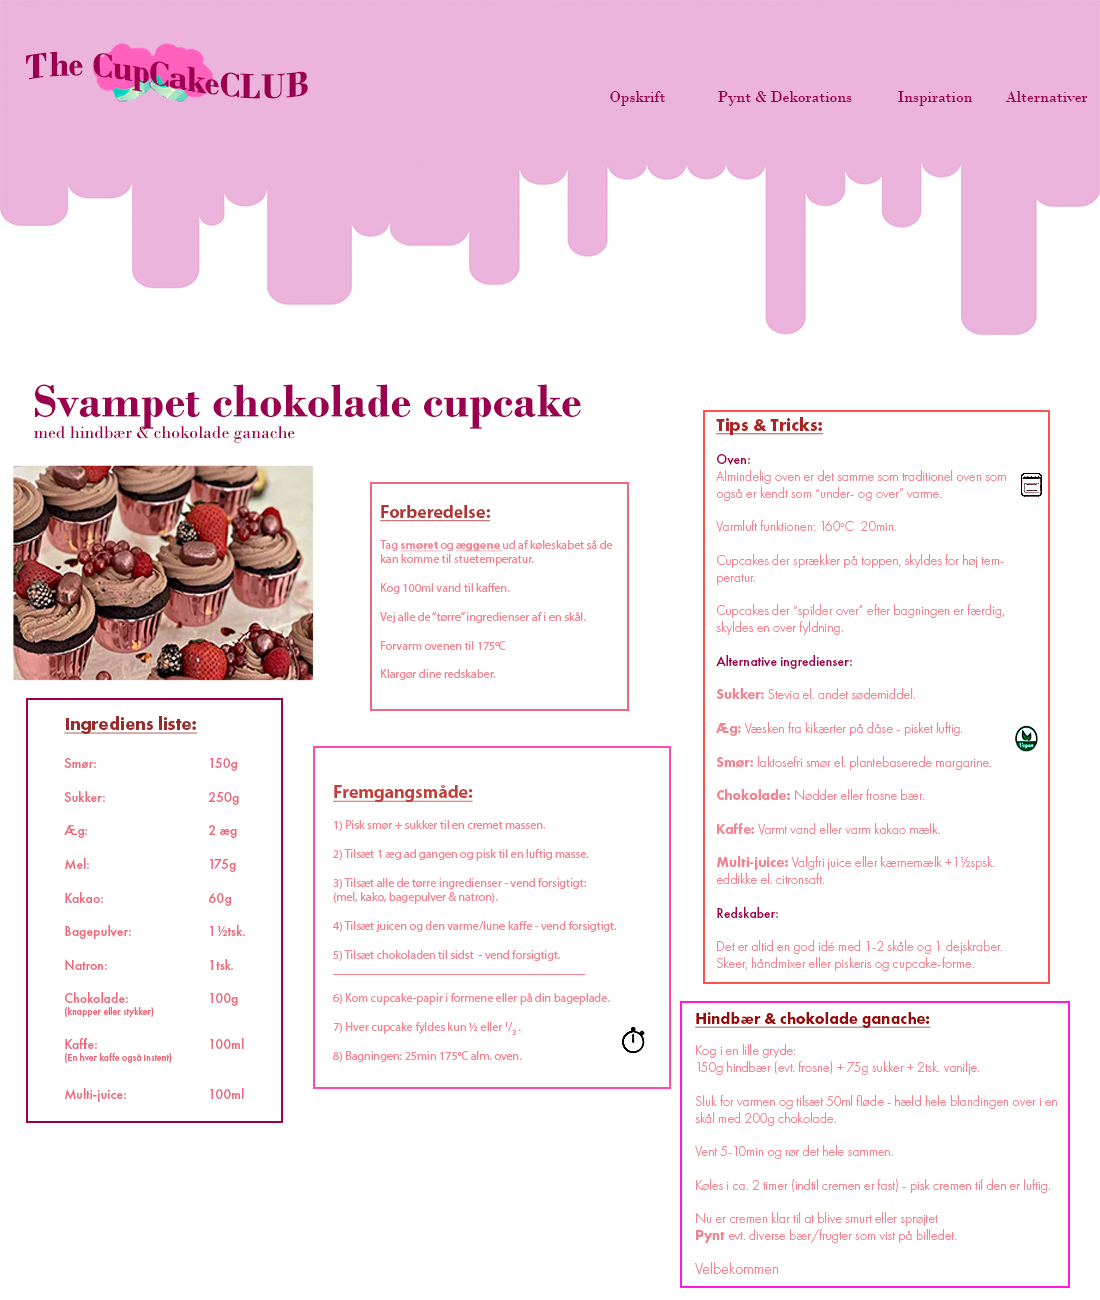 The CupCakeCLUB
Opskrift
Pynt & Dekorations
Inspiration
Alternativer
Svampet chokolade cupcake
med hindbær & chokolade ganache
Ingrediens liste:
Smør: 150g
Sukker: 250g
Æg: 2 æg
Mel: 175g
Kakao: 60g
Bagepulver: 1 ½tsk.
Natron: 1tsk.
Chokolade: 100g
(knapper eller stykker)
Kaffe: 100ml
(En hver kaffe også instent)
Multi-juice: 100ml
Forberedelse:
Tag smøret og æggene ud af køleskabet så de
kan komme til stuetemperatur.
Kog 100ml vand til kaffen.
Vej alle de “tørre” ingredienser af i en skål.
Forvarm ovenen til 175ºC
Klargør dine redskaber.
Fremgangsmåde:
1) Pisk smør + sukker til en cremet massen.
2) Tilsæt 1 æg ad gangen og pisk til en luftig masse.
3) Tilsæt alle de tørre ingredienser - vend forsigtigt:
(mel, kako, bagepulver & natron).
4) Tilsæt juicen og den varme/lune kaffe - vend forsigtigt.
5) Tilsæt chokoladen til sidst - vend forsigtigt.
6) Kom cupcake-papir i formene eller på din bageplade.
7) Hver cupcake fyldes kun ½ eller ¹/₃ .
8) Bagningen: 25min 175ºC alm. oven.
Tips & Tricks:
Oven:
Almindelig oven er det samme som traditionel oven som
også er kendt som “under- og over” varme.
Varmluft funktionen: 160ºC 20min.
Cupcakes der sprækker på toppen, skyldes for høj tem-
peratur.
Cupcakes der “spilder over” efter bagningen er færdig,
skyldes en over fyldning.
Alternative ingredienser:
Sukker: Stevia el. andet sødemiddel.
Æg: Væsken fra kikærter på dåse - pisket luftig.
Vegan
Smør: laktosefri smør el. plantebaserede margarine.
Chokolade: Nødder eller frosne bær.
Kaffe: Varmt vand eller varm kakao mælk.
Multi-juice: Valgfri juice eller kærnemælk +1½spsk.
eddikke el. citronsaft.
Redskaber:
Det er altid en god idé med 1-2 skåle og 1 dejskraber.
Skeer, håndmixer eller piskeris og cupcake-forme.
Hindbær & chokolade ganache:
Kog i en lille gryde:
150g hindbær (evt. frosne) + 75g sukker + 2tsk. vanilje.
Sluk for varmen og tilsæt 50ml fløde - hæld hele blandingen over i en
skål med 200g chokolade.
Vent 5-10min og rør det hele sammen.
Køles i ca. 2 timer (indtil cremen er fast) - pisk cremen til den er luftig.
Nu er cremen klar til at blive smurt eller sprøjtet
Pynt evt. diverse bær/frugter som vist på billedet.
Velbekommen